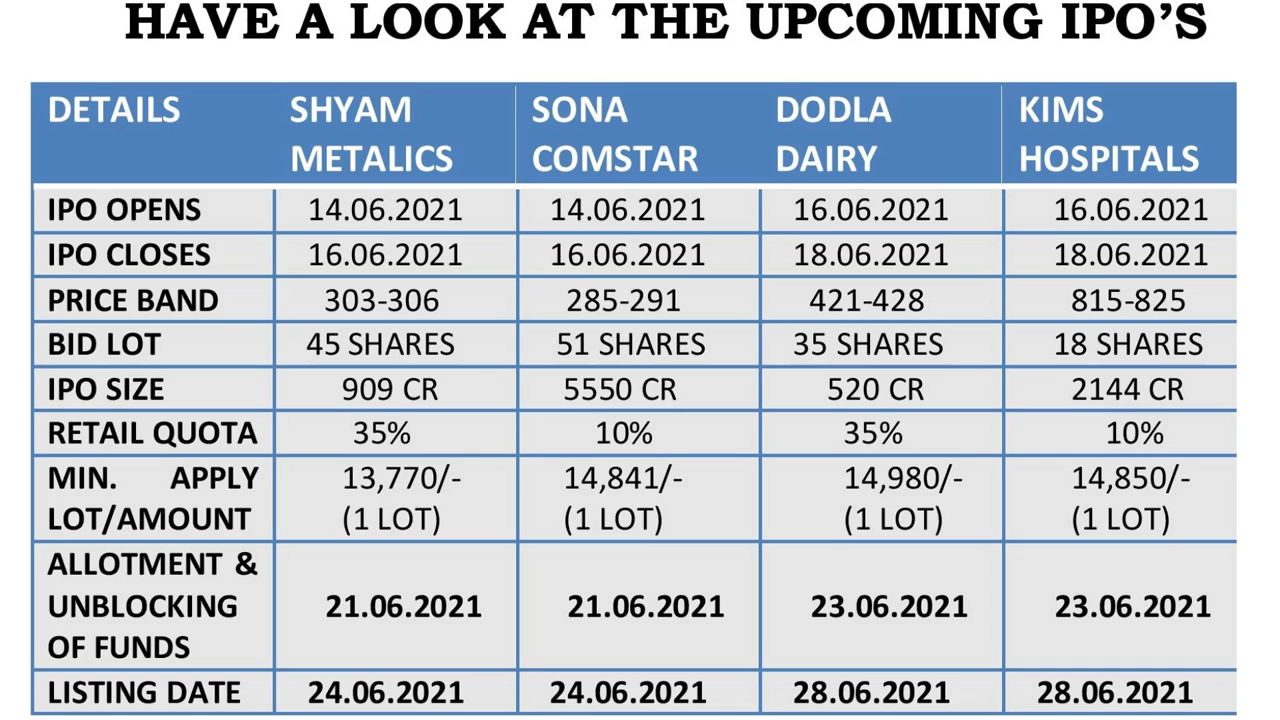 HAVE A LOOK AT THE UPCOMING IPO’S
DETAILS SHYAM METALICS SONA COMSTAR DODLA DAIRY KIMS HOSPITALS
IPO OPENS 14.06.2021 14.06.2021 16.06.2021 16.06.2021
IPO CLOSES 16.06.2021 16.06.2021 18.06.2021 18.06.2021
PRICE BAND 303-306 285-291 421-428 815-825
BID LOT 45 SHARES 51 SHARES 35 SHARES 18 SHARES
IPO SIZE 909 CR 5550 CR 520 CR 2144 CR
RETAIL QUOTA 35% 10% 35% 10%
MIN. APPLY 13,770/- 14,841/- 14,980/- 14,850/-
LOT/AMOUNT (1 LOT) (1 LOT) (1 LOT) (1 LOT)
ALLOTMENT &
UNBLOCKING 21.06.2021 21.06.2021 23.06.2021 23.06.2021
OF FUNDS
LISTING DATE 24.06.2021 24.06.2021 28.06.2021 28.06.2021